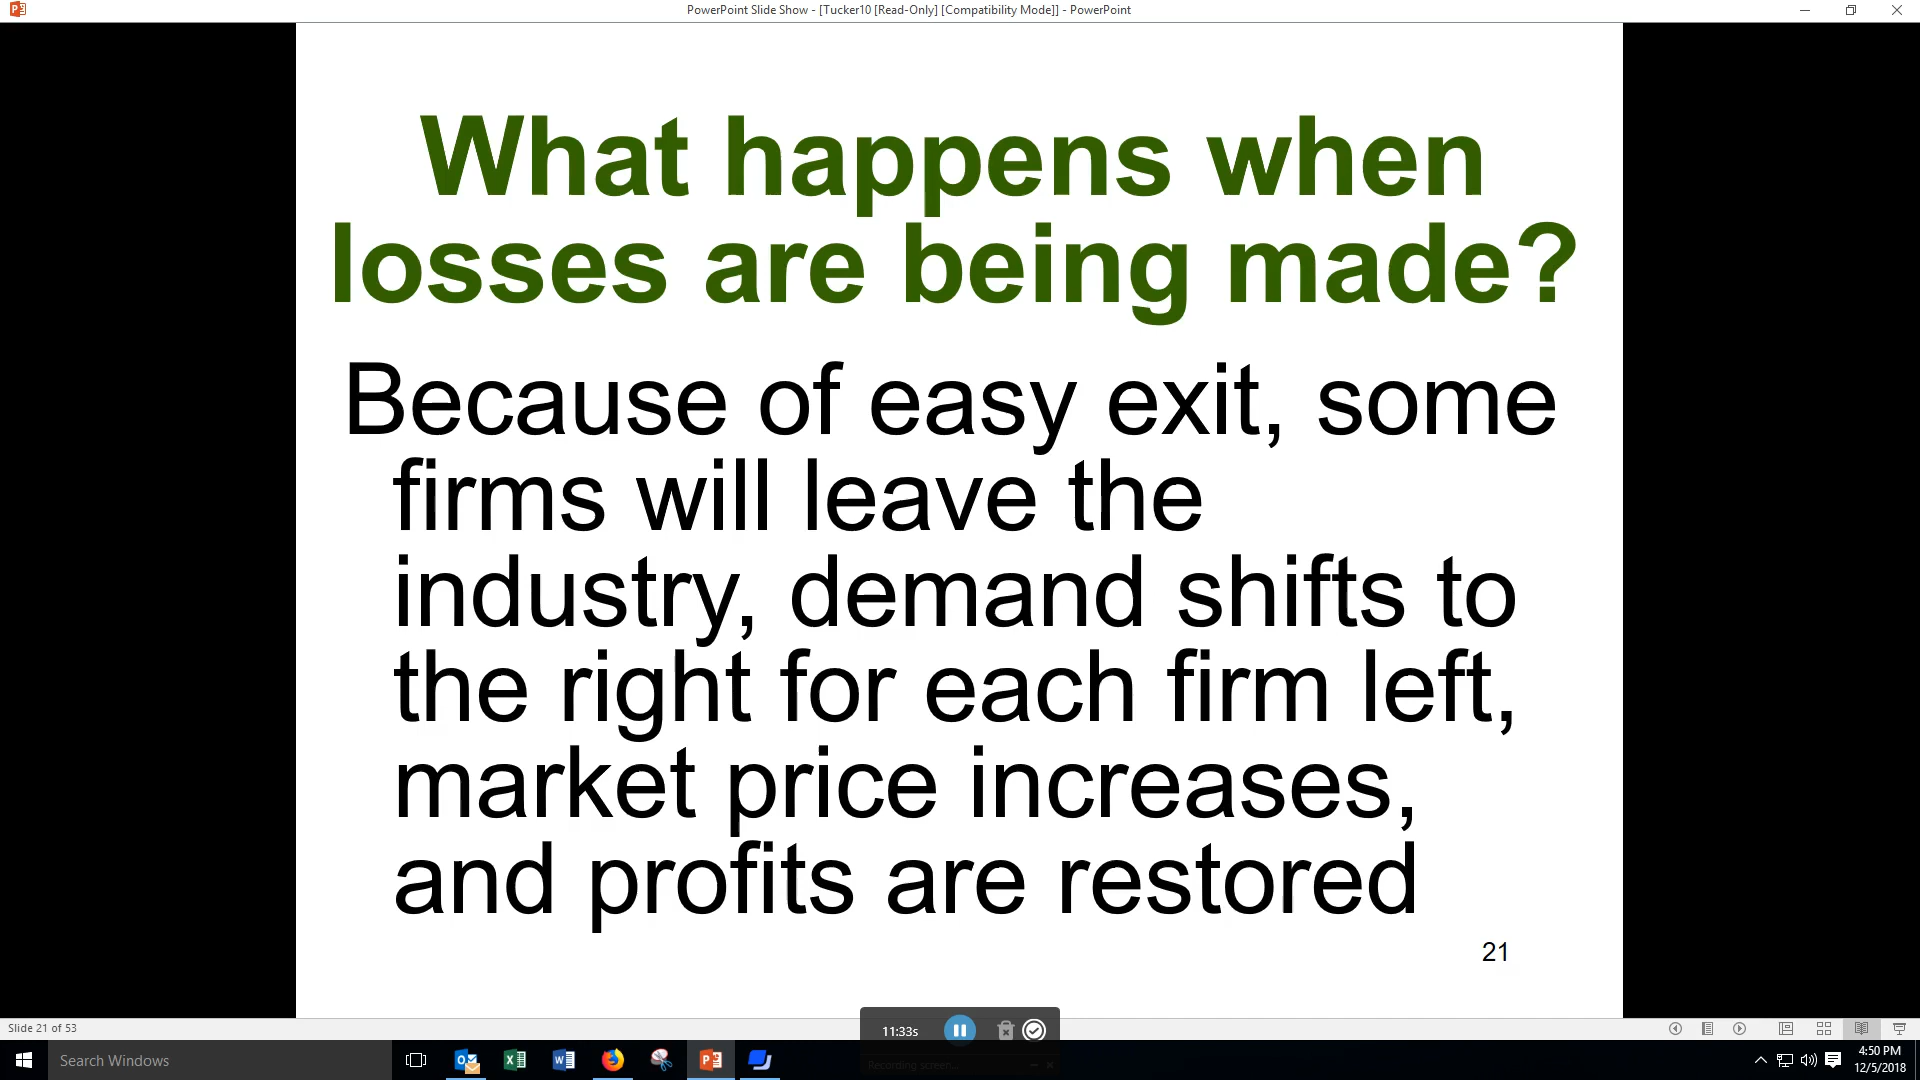 PowerPoint Slide Show - [Tucker10 [Read-Only] [Compatibility Mode]] - PowerPoint
What happens when
losses are being made?
Because of easy exit, some
firms will leave the
industry, demand shifts to
the right for each firm left,
market price increases,
and profits are restored
21
Slide 21 of 53
11:33s
Recording screen...
Search Windows
4:50 PM
12/5/2018